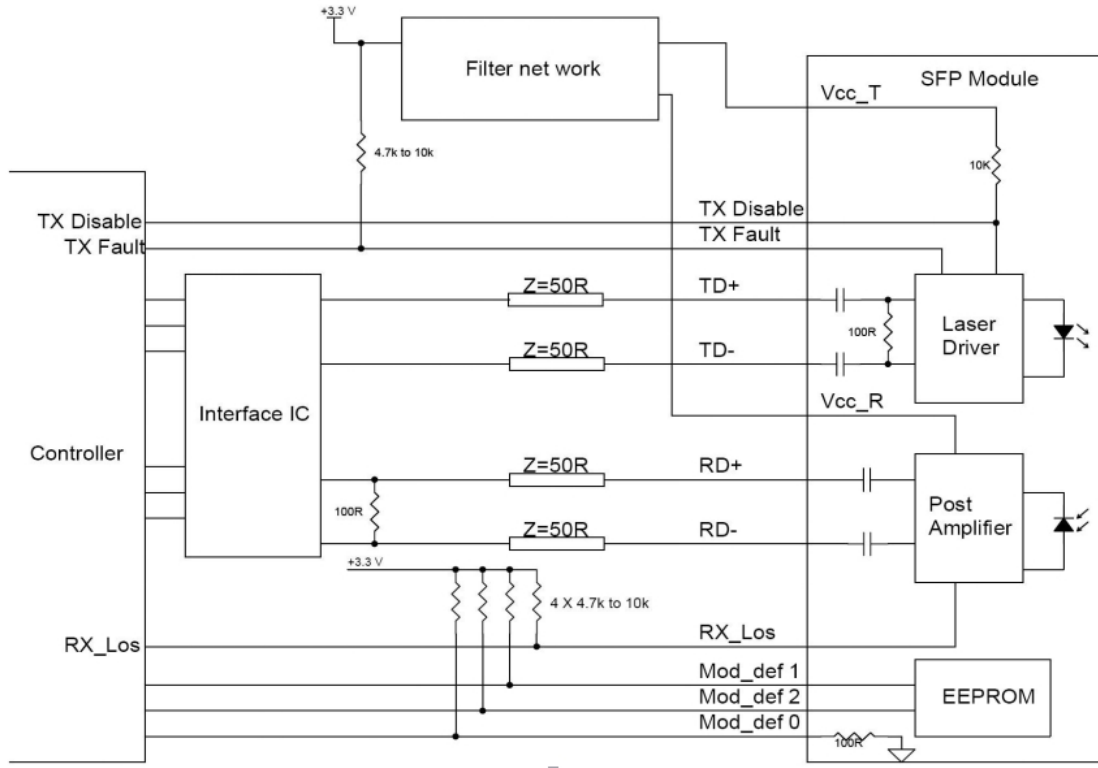 +3.3 V
Filter net work
SFP Module
Vcc_T
4.7k to 10k
10K
TX Disable
TX Disable
TX Fault
TX Fault
Z=50R
TD+
100R
Laser
Driver
Z=50R
TD-
Interface IC
Vcc_R
Controller
Z=50R
RD+
100R
Post
Amplifier
Z=50R
RD-
+3.3 V
4 X 4.7k to 10k
RX_Los
RX_Los
Mod_def 1
Mod_def 2
EEPROM
Mod_def 0
100R